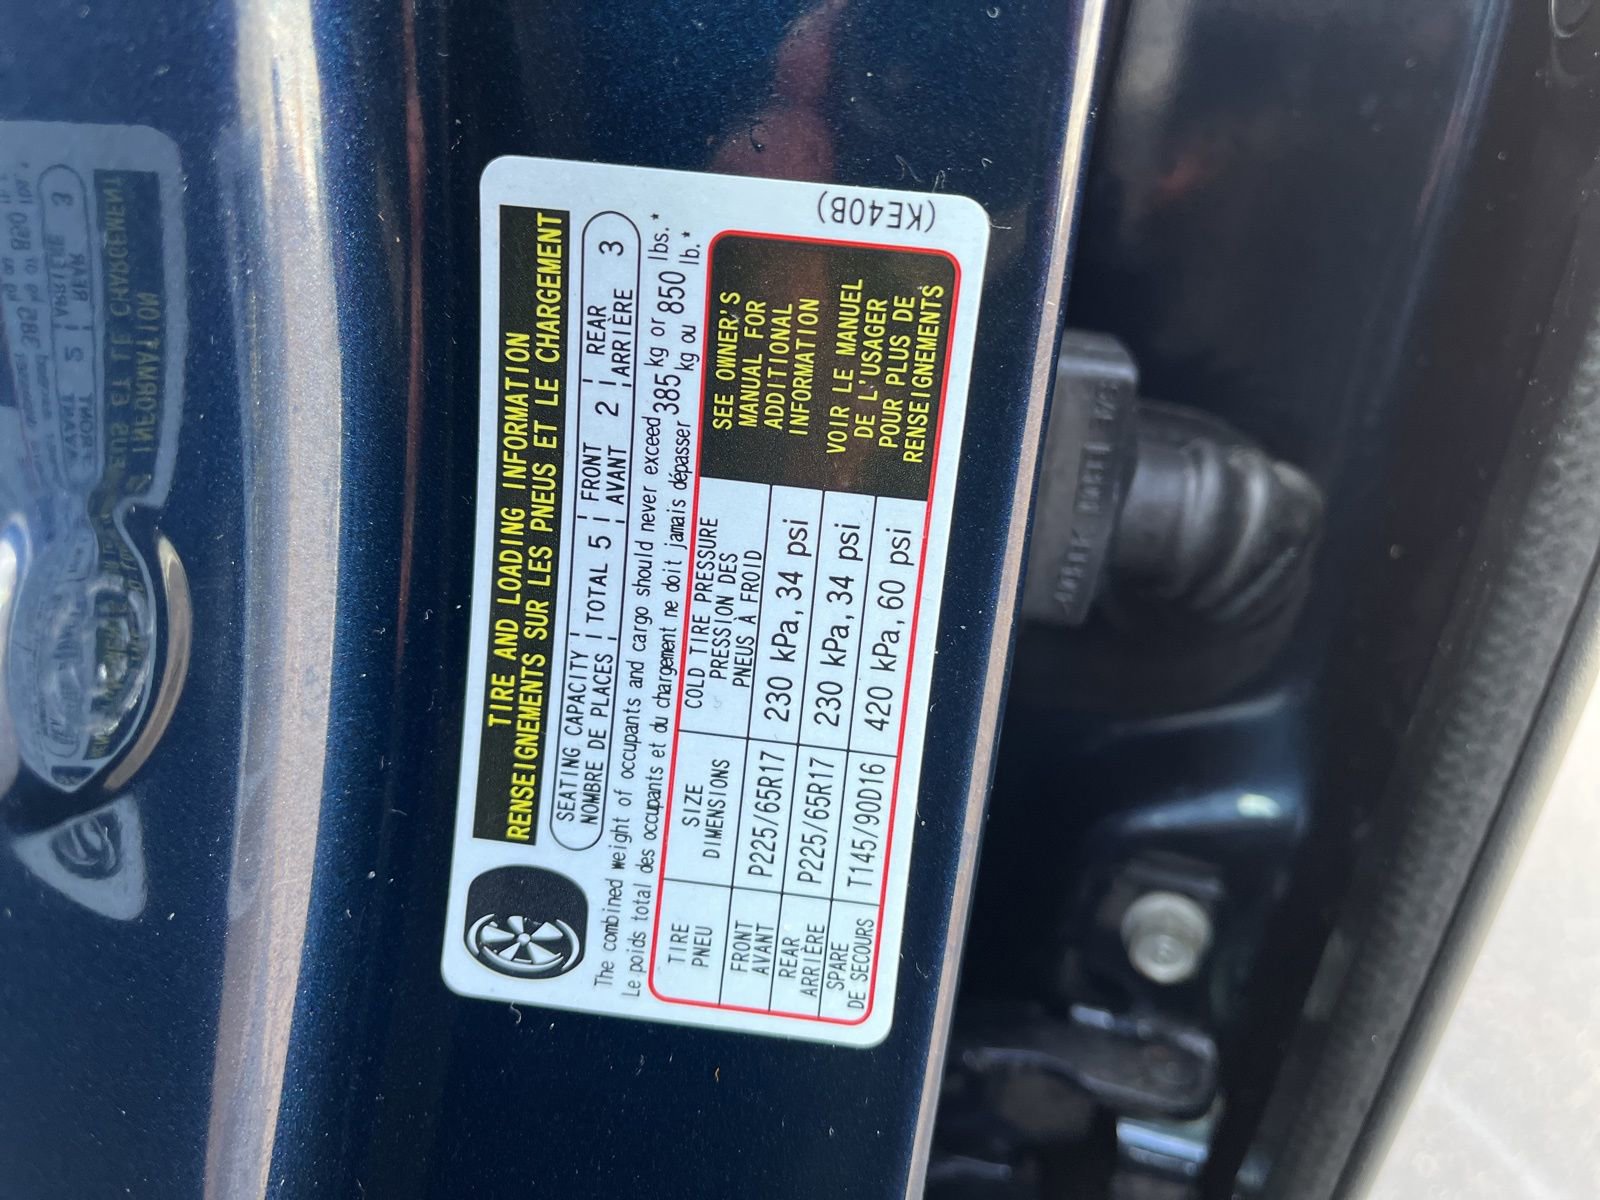 TIRE AND LOADING INFORMATION
RENSEIGNEMENTS SUR LES PNEUS ET LE CHARGEMENT
SEATING CAPACITY | TOTAL 5 | FRONT 2 | REAR 3
NOMBRE DE PLACES | AVANT | ARRIÈRE
The combined weight of occupants and cargo should never exceed 385 kg or 850 lbs.*
Le poids total des occupants et du chargement ne doit jamais dépasser kg ou lb.*
TIRE SIZE COLD TIRE PRESSURE
PNEU DIMENSIONS PRESSION DES
PNEUS À FROID
FRONT
AVANT P225/65R17 230 kPa, 34 psi
REAR
ARRIÈRE P225/65R17 230 kPa, 34 psi
SPARE
DE SECOURS T145/90D16 420 kPa, 60 psi
SEE OWNER'S
MANUAL FOR
ADDITIONAL
INFORMATION
VOIR LE MANUEL
DE L'USAGER
POUR PLUS DE
RENSEIGNEMENTS
(KE40B)